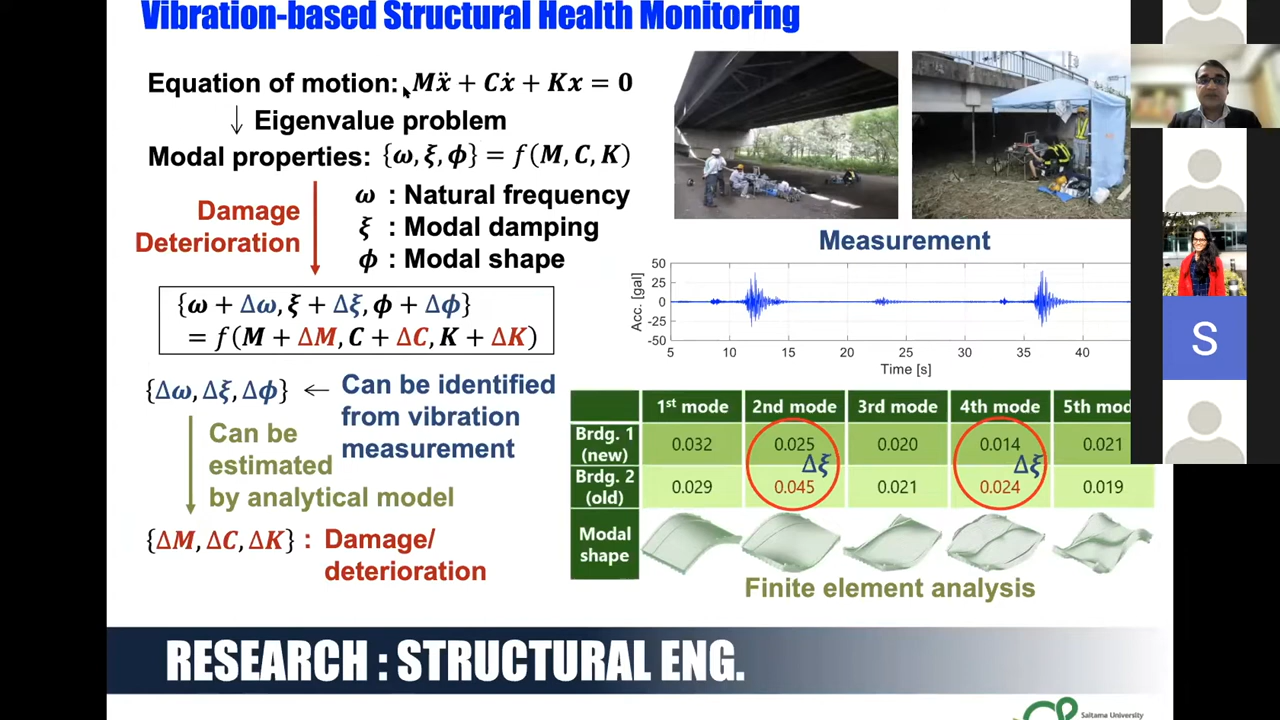 Vibration-based Structural Health Monitoring
Equation of motion: Mẍ + Cẋ + Kx = 0
↓ Eigenvalue problem
Modal properties: {ω, ξ, ϕ} = f(M, C, K)
Damage
Deterioration
ω : Natural frequency
ξ : Modal damping
ϕ : Modal shape
{ω + Δω, ξ + Δξ, ϕ + Δϕ}
= f(M + ΔM, C + ΔC, K + ΔK)
{Δω, Δξ, Δϕ} ← Can be identified
from vibration
measurement
Can be
estimated
by analytical model
{ΔM, ΔC, ΔK} : Damage/
deterioration
Measurement
Acc. [gal]
50
25
0
-25
-50
5 10 15 20 25 30 35 40
Time [s]
1st mode 2nd mode 3rd mode 4th mode 5th mod
Brdg. 1
(new)
0.032 0.025 0.020 0.014 0.021
Δξ Δξ
Brdg. 2
(old)
0.029 0.045 0.021 0.024 0.019
Modal
shape
Finite element analysis
RESEARCH : STRUCTURAL ENG.
Saitama University
S